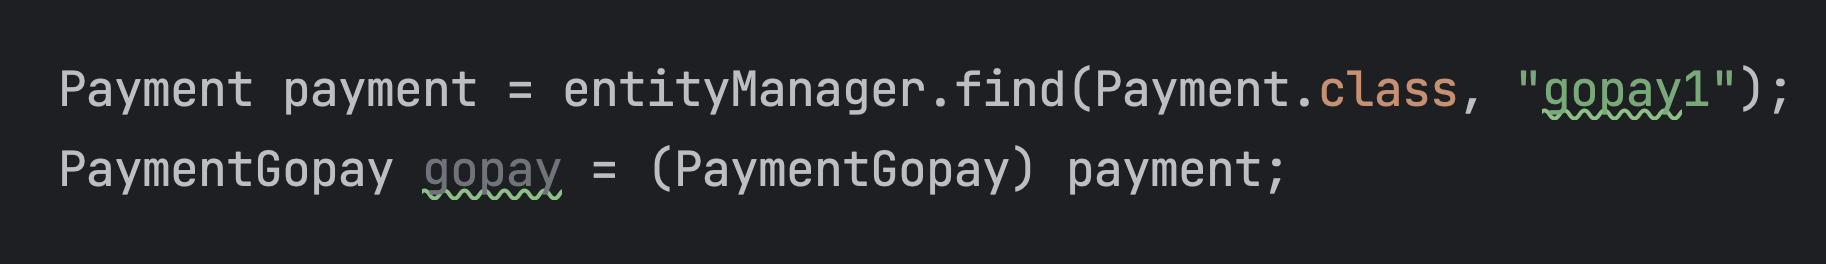 Payment payment = entityManager.find(Payment.class, "gopay1");
PaymentGopay gopay = (PaymentGopay) payment;